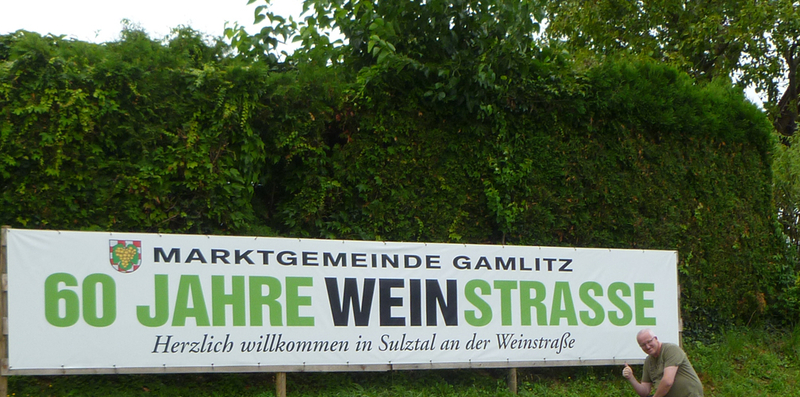 MARKTGEMEINDE GAMLITZ
60 JAHRE WEINSTRASSE
Herzlich willkommen in Sulztal an der Weinstraße